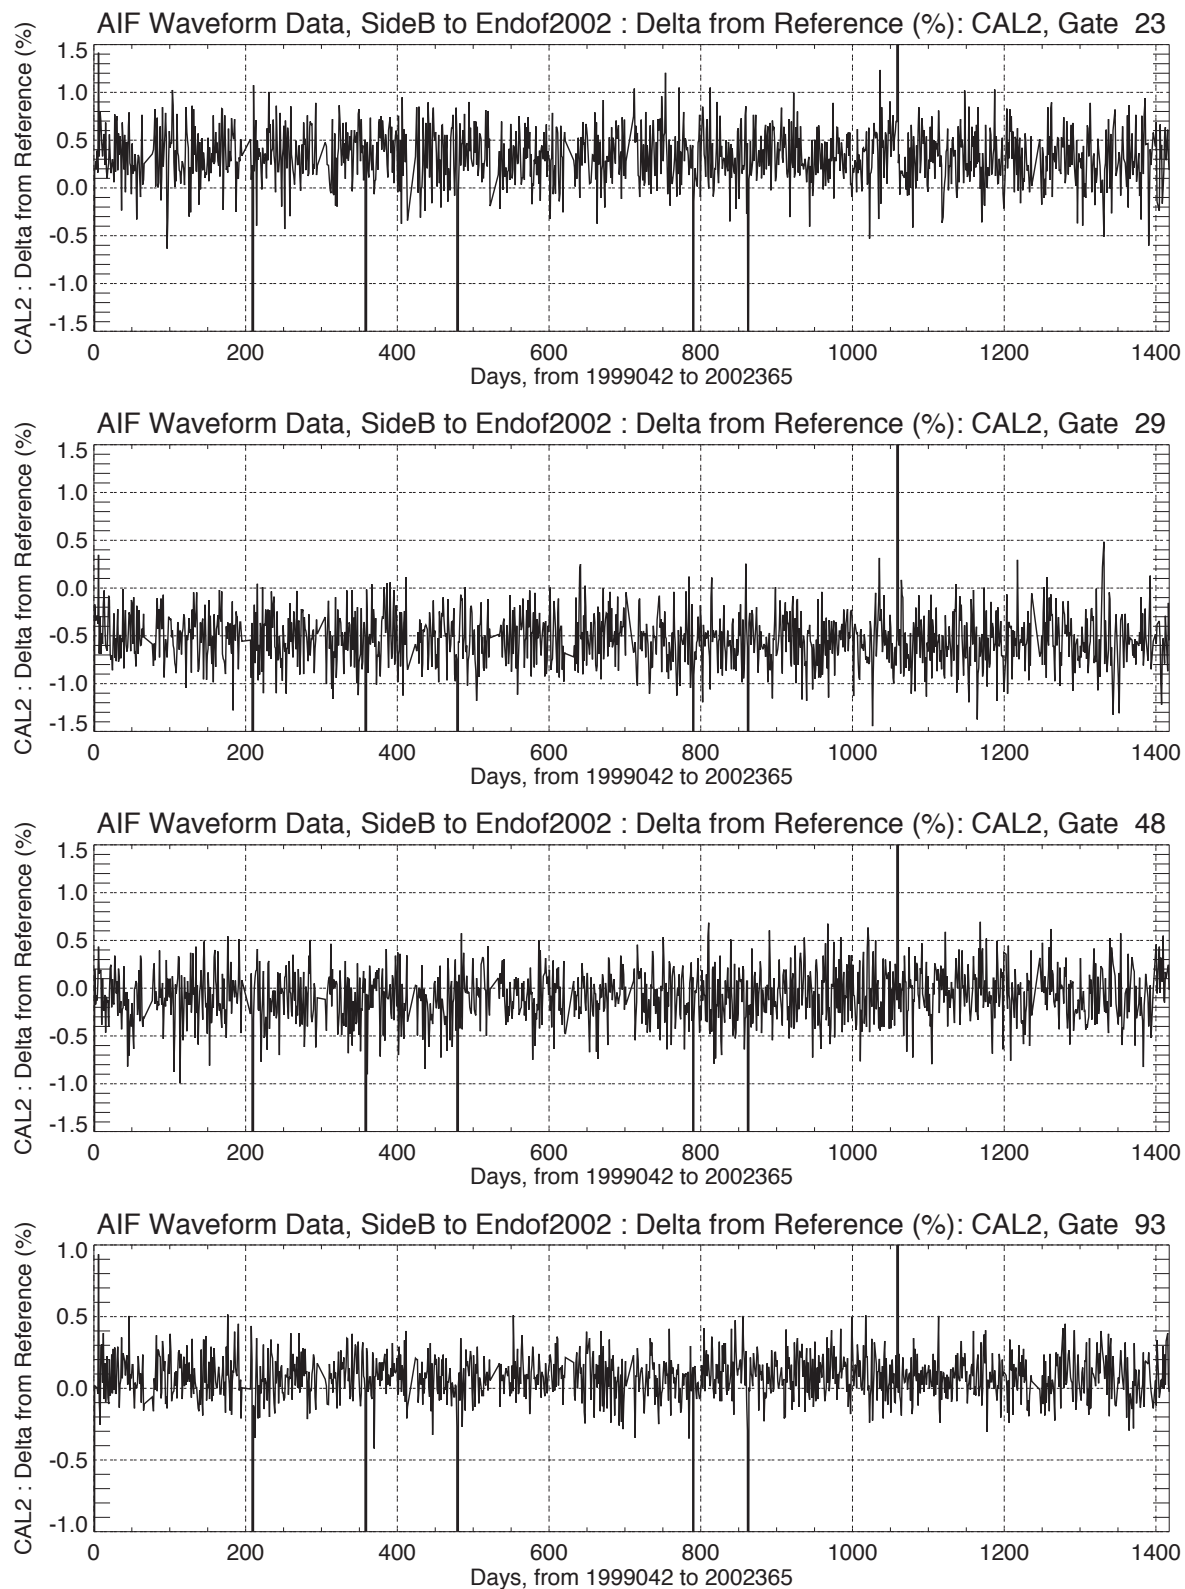 AIF Waveform Data, SideB to Endof2002 : Delta from Reference (%): CAL2, Gate 23
CAL2 : Delta from Reference (%)
1.5
1.0
0.5
0.0
-0.5
-1.0
-1.5
0 200 400 600 800 1000 1200 1400
Days, from 1999042 to 2002365
AIF Waveform Data, SideB to Endof2002 : Delta from Reference (%): CAL2, Gate 29
CAL2 : Delta from Reference (%)
1.5
1.0
0.5
0.0
-0.5
-1.0
-1.5
0 200 400 600 800 1000 1200 1400
Days, from 1999042 to 2002365
AIF Waveform Data, SideB to Endof2002 : Delta from Reference (%): CAL2, Gate 48
CAL2 : Delta from Reference (%)
1.5
1.0
0.5
0.0
-0.5
-1.0
-1.5
0 200 400 600 800 1000 1200 1400
Days, from 1999042 to 2002365
AIF Waveform Data, SideB to Endof2002 : Delta from Reference (%): CAL2, Gate 93
CAL2 : Delta from Reference (%)
1.0
0.5
0.0
-0.5
-1.0
0 200 400 600 800 1000 1200 1400
Days, from 1999042 to 2002365